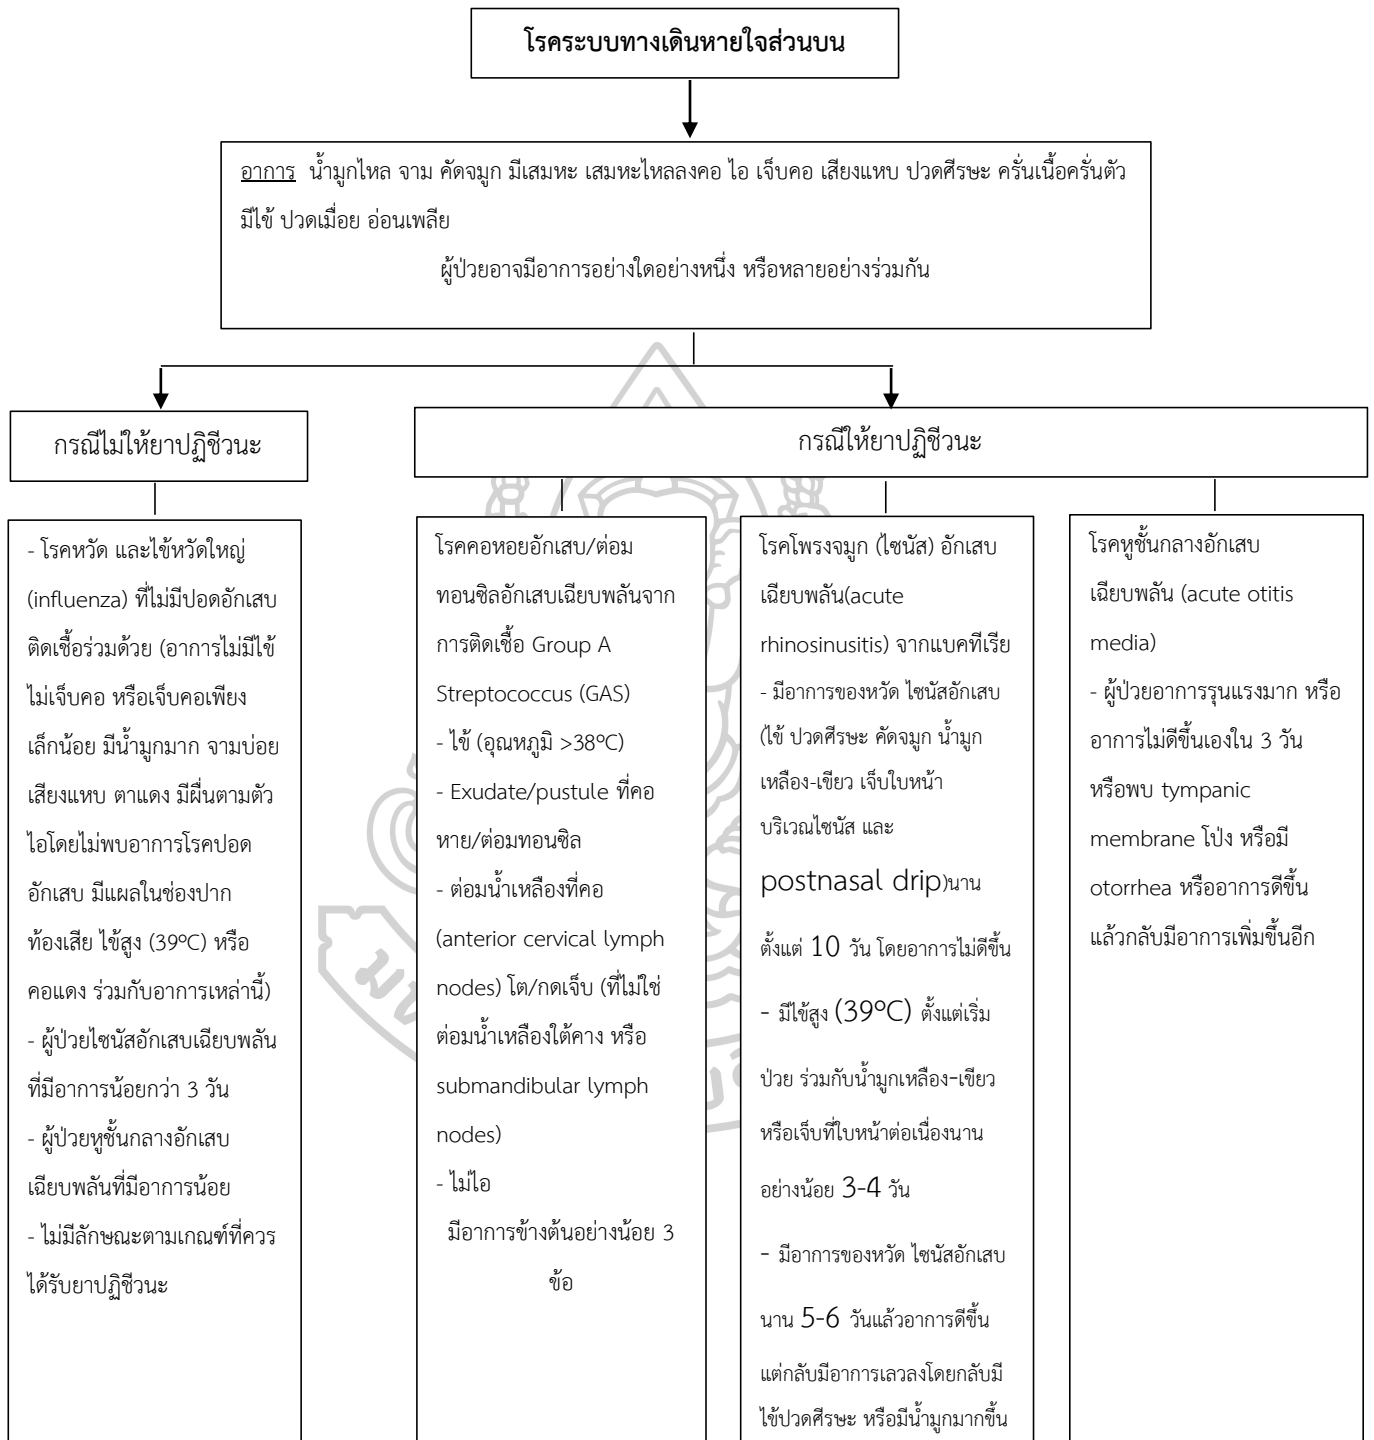 โรคระบบทางเดินหายใจส่วนบน
อาการ น้ำมูกไหล จาม คัดจมูก มีเสมหะ เสมหะไหลลงคอ ไอ เจ็บคอ เสียงแหบ ปวดศีรษะ ครั่นเนื้อครั่นตัว
มีไข้ ปวดเมื่อย อ่อนเพลีย
ผู้ป่วยอาจมีอาการอย่างใดอย่างหนึ่ง หรือหลายอย่างร่วมกัน
กรณีไม่ให้ยาปฏิชีวนะ
กรณีให้ยาปฏิชีวนะ
- โรคหวัด และไข้หวัดใหญ่
(influenza) ที่ไม่มีปอดอักเสบ
ติดเชื้อร่วมด้วย (อาการไม่มีไข้
ไม่เจ็บคอ หรือเจ็บคอเพียง
เล็กน้อย มีน้ำมูกมาก จามบ่อย
เสียงแหบ ตาแดง มีผื่นตามตัว
ไอโดยไม่พบอาการโรคปอด
อักเสบ มีแผลในช่องปาก
ท้องเสีย ไข้สูง (39ºC) หรือ
คอแดง ร่วมกับอาการเหล่านี้)
- ผู้ป่วยไซนัสอักเสบเฉียบพลัน
ที่มีอาการน้อยกว่า 3 วัน
- ผู้ป่วยหูชั้นกลางอักเสบ
เฉียบพลันที่มีอาการน้อย
- ไม่มีลักษณะตามเกณฑ์ที่ควร
ได้รับยาปฏิชีวนะ
โรคคอหอยอักเสบ/ต่อม
ทอนซิลอักเสบเฉียบพลันจาก
การติดเชื้อ Group A
Streptococcus (GAS)
- ไข้ (อุณหภูมิ >38ºC)
- Exudate/pustule ที่คอ
หาย/ต่อมทอนซิล
- ต่อมน้ำเหลืองที่คอ
(anterior cervical lymph
nodes) โต/กดเจ็บ (ที่ไม่ใช่
ต่อมน้ำเหลืองใต้คาง หรือ
submandibular lymph
nodes)
- ไม่ไอ
มีอาการข้างต้นอย่างน้อย 3
ข้อ
โรคโพรงจมูก (ไซนัส) อักเสบ
เฉียบพลัน(acute
rhinosinusitis) จากแบคทีเรีย
- มีอาการของหวัด ไซนัสอักเสบ
(ไข้ ปวดศีรษะ คัดจมูก น้ำมูก
เหลือง-เขียว เจ็บใบหน้า
บริเวณไซนัส และ
postnasal drip)นาน
ตั้งแต่ 10 วัน โดยอาการไม่ดีขึ้น
- มีไข้สูง (39ºC) ตั้งแต่เริ่ม
ป่วย ร่วมกับน้ำมูกเหลือง-เขียว
หรือเจ็บที่ใบหน้าต่อเนื่องนาน
อย่างน้อย 3-4 วัน
- มีอาการของหวัด ไซนัสอักเสบ
นาน 5-6 วันแล้วอาการดีขึ้น
แต่กลับมีอาการเลวลงโดยกลับมี
ไข้ปวดศีรษะ หรือมีน้ำมูกมากขึ้น
โรคหูชั้นกลางอักเสบ
เฉียบพลัน (acute otitis
media)
- ผู้ป่วยอาการรุนแรงมาก หรือ
อาการไม่ดีขึ้นเองใน 3 วัน
หรือพบ tympanic
membrane โป่ง หรือมี
otorrhea หรืออาการดีขึ้น
แล้วกลับมีอาการเพิ่มขึ้นอีก